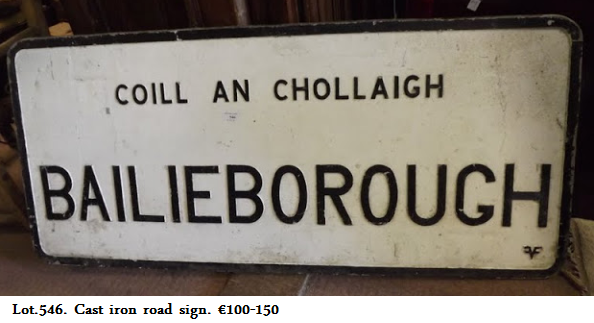 COILL AN CHOLLAIGH
BAILIEBOROUGH
Lot.546. Cast iron road sign. €100-150